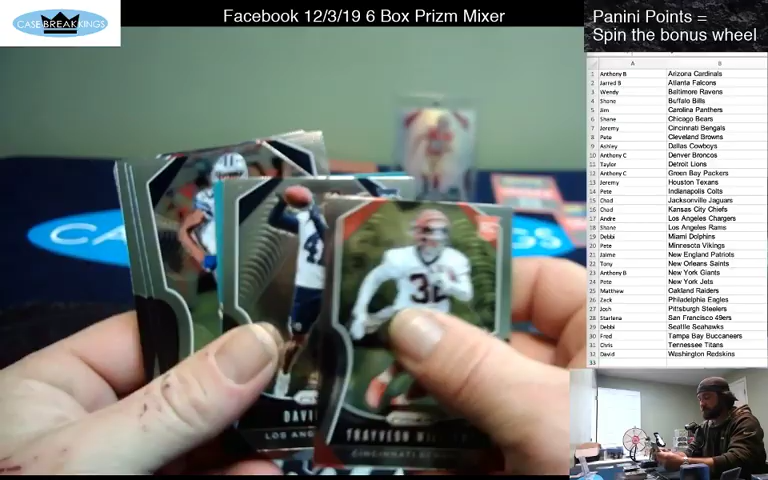 CASE BREAK KINGS
Facebook 12/3/19 6 Box Prizm Mixer
Panini Points =
Spin the bonus wheel
A B
1 Anthony B Arizona Cardinals
2 Jarred B Atlanta Falcons
3 Wendy Baltimore Ravens
4 Shane Buffalo Bills
5 Jim Carolina Panthers
6 Shane Chicago Bears
7 Jeremy Cincinnati Bengals
8 Pete Cleveland Browns
9 Ashley Dallas Cowboys
10 Anthony C Denver Broncos
11 Taylor Detroit Lions
12 Anthony C Green Bay Packers
13 Jeremy Houston Texans
14 Pete Indianapolis Colts
15 Chad Jacksonville Jaguars
16 Chad Kansas City Chiefs
17 Andre Los Angeles Chargers
18 Shane Los Angeles Rams
19 Debbi Miami Dolphins
20 Pete Minnesota Vikings
21 Jaime New England Patriots
22 Tony New Orleans Saints
23 Anthony B New York Giants
24 Pete New York Jets
25 Matthew Oakland Raiders
26 Zack Philadelphia Eagles
27 Josh Pittsburgh Steelers
28 Starlena San Francisco 49ers
29 Debbi Seattle Seahawks
30 Fred Tampa Bay Buccaneers
31 Chris Tennessee Titans
32 David Washington Redskins
33
CA
NGS
DAVI
LOS AN
TRAYVEON
CINCINNATI